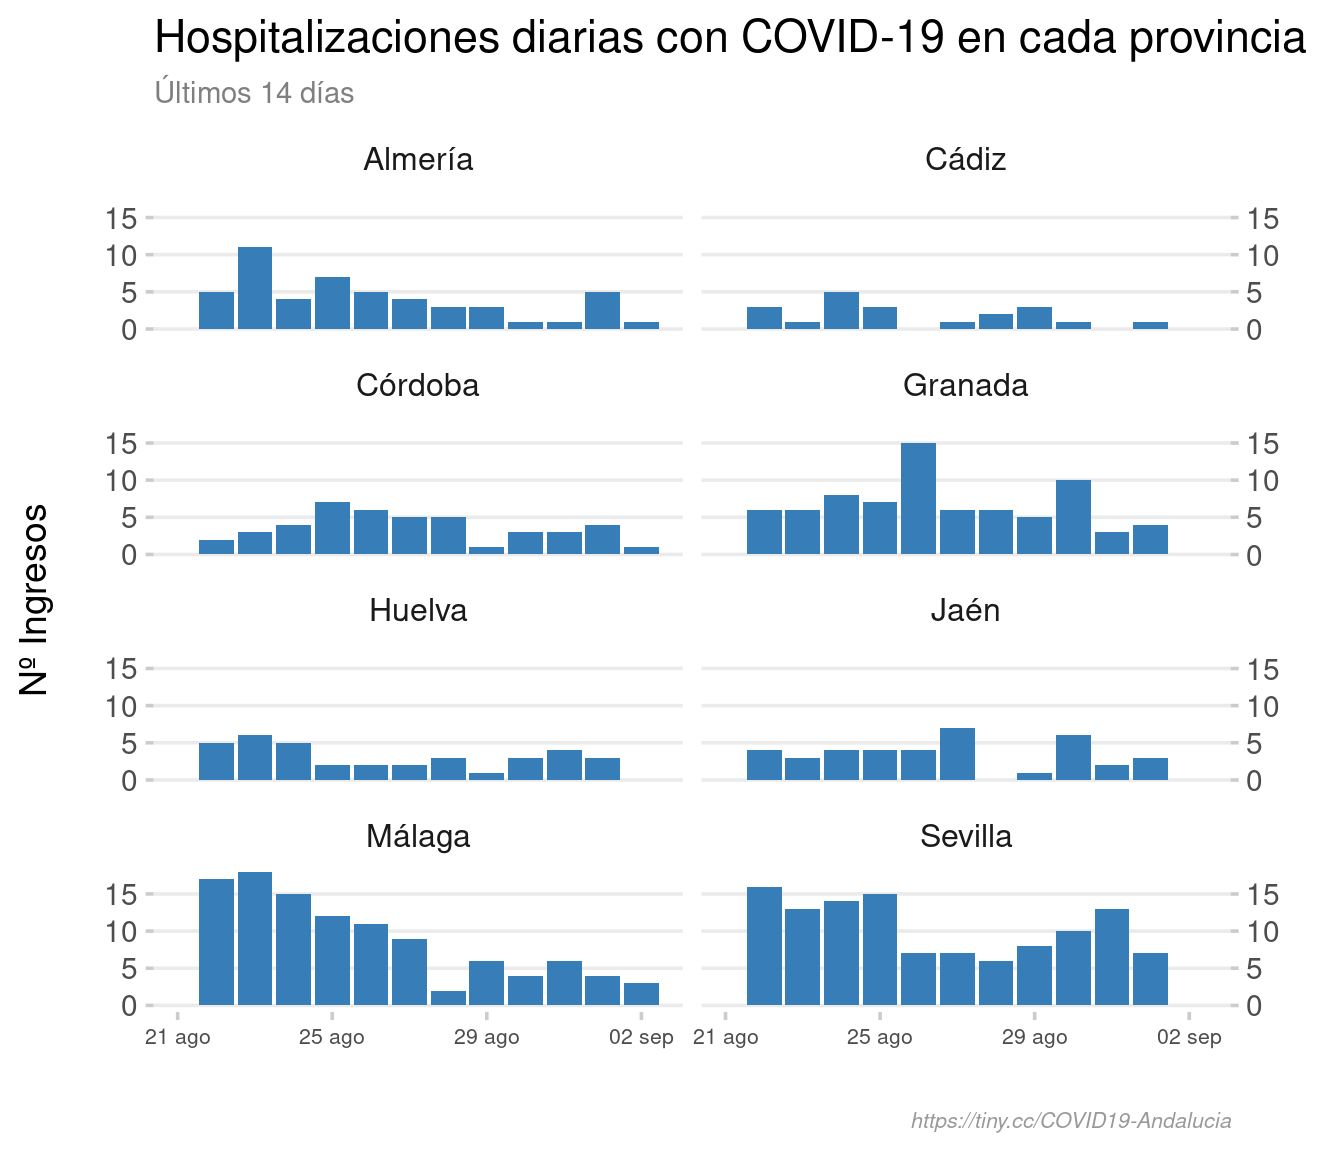 Hospitalizaciones diarias con COVID-19 en cada provincia
Últimos 14 días
Almería Cádiz
15 15
10 10
5 5
0 0
Córdoba Granada
15 15
10 10
5 5
0 0
Nº Ingresos
Huelva Jaén
15 15
10 10
5 5
0 0
Málaga Sevilla
15 15
10 10
5 5
0 0
21 ago 25 ago 29 ago 02 sep 21 ago 25 ago 29 ago 02 sep
https://tiny.cc/COVID19-Andalucia